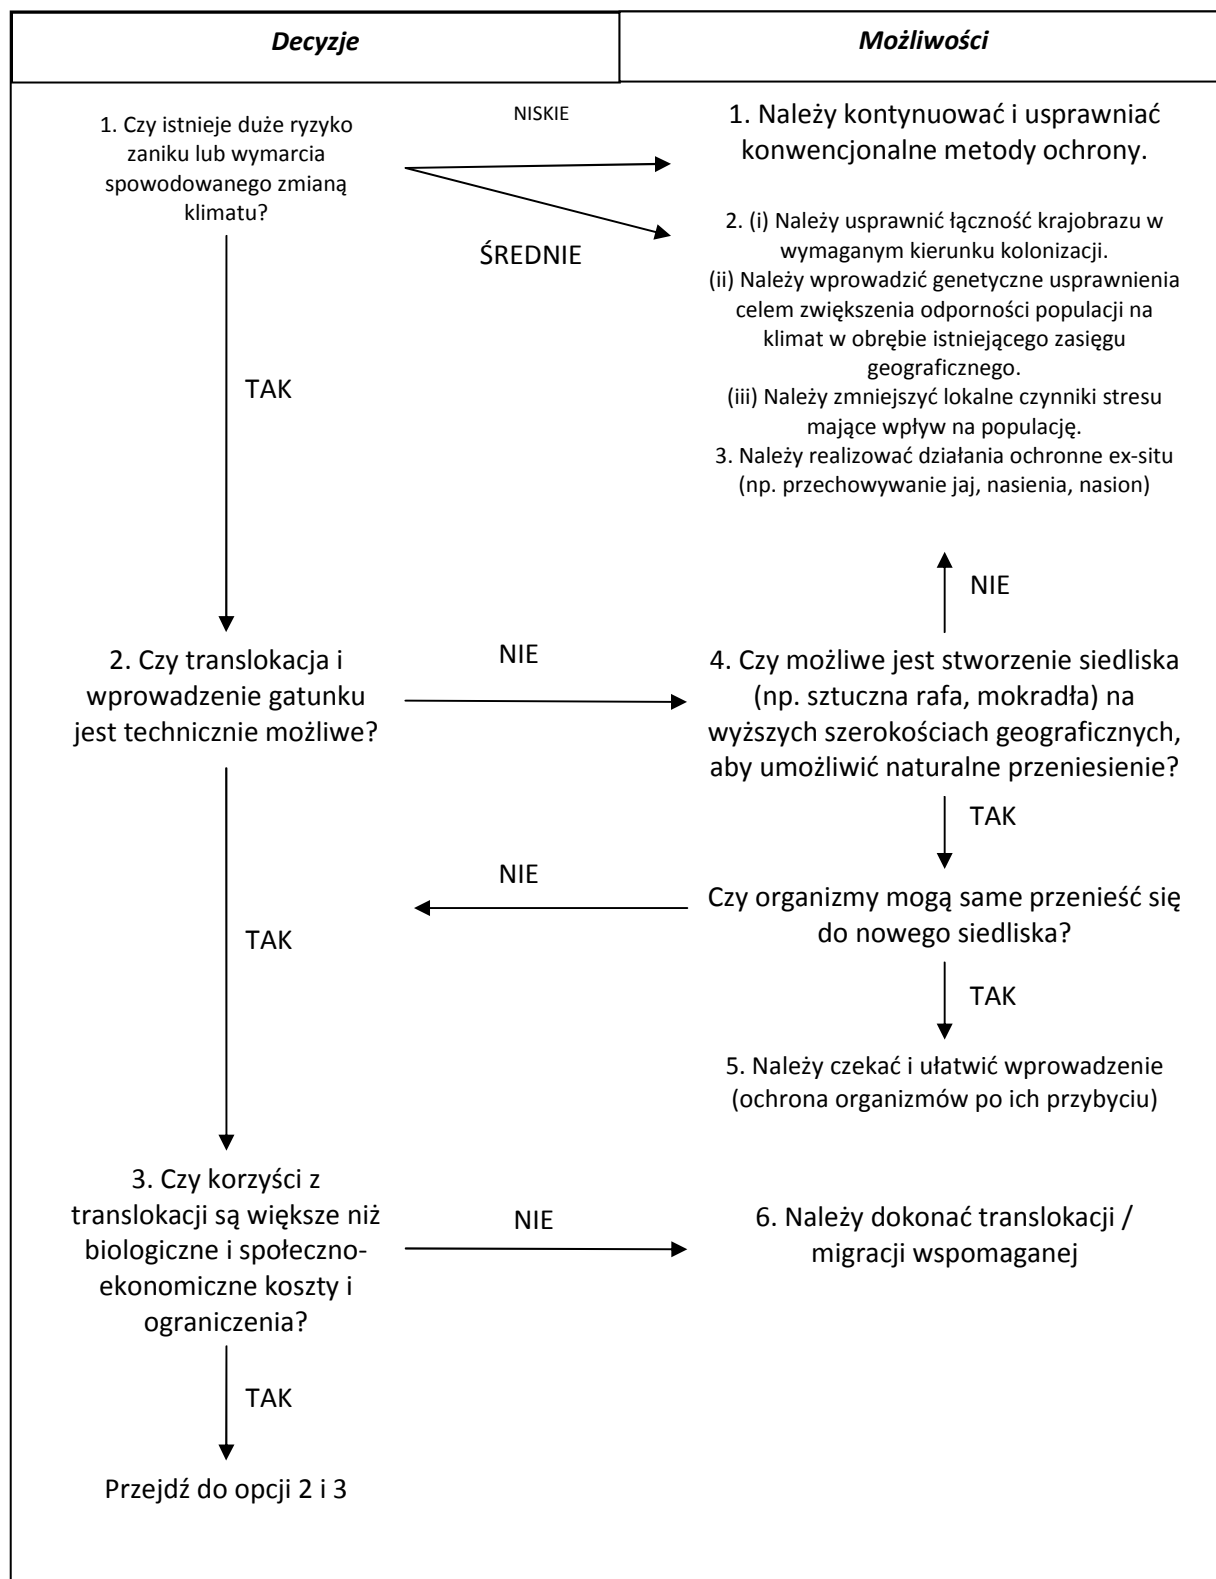 Decyzje
Możliwości
1. Czy istnieje duże ryzyko
zaniku lub wymarcia
spowodowanego zmianą
klimatu?
NISKIE
1. Należy kontynuować i usprawniać
konwencjonalne metody ochrony.
ŚREDNIE
2. (i) Należy usprawnić łączność krajobrazu w
wymaganym kierunku kolonizacji.
(ii) Należy wprowadzić genetyczne usprawnienia
celem zwiększenia odporności populacji na
klimat w obrębie istniejącego zasięgu
geograficznego.
(iii) Należy zmniejszyć lokalne czynniki stresu
mające wpływ na populację.
3. Należy realizować działania ochronne ex-situ
(np. przechowywanie jaj, nasienia, nasion)
TAK
NIE
2. Czy translokacja i
wprowadzenie gatunku
jest technicznie możliwe?
NIE
4. Czy możliwe jest stworzenie siedliska
(np. sztuczna rafa, mokradła) na
wyższych szerokościach geograficznych,
aby umożliwić naturalne przeniesienie?
TAK
NIE
Czy organizmy mogą same przenieść się
do nowego siedliska?
TAK
TAK
5. Należy czekać i ułatwić wprowadzenie
(ochrona organizmów po ich przybyciu)
3. Czy korzyści z
translokacji są większe niż
biologiczne i społeczno-
ekonomiczne koszty i
ograniczenia?
NIE
6. Należy dokonać translokacji /
migracji wspomaganej
TAK
Przejdź do opcji 2 i 3